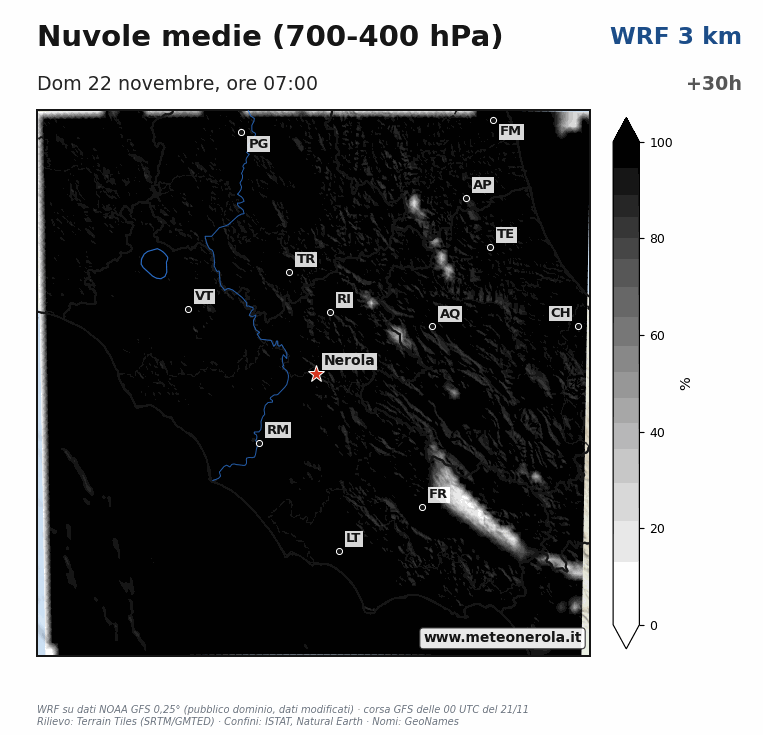 Nuvole medie (700-400 hPa)
WRF 3 km
Dom 22 novembre, ore 07:00
+30h
FM
PG
AP
TE
TR
VT
RI
AQ
CH
Nerola
RM
FR
LT
www.meteonerola.it
100
80
60
40
20
0
%
WRF su dati NOAA GFS 0,25° (pubblico dominio, dati modificati) · corsa GFS delle 00 UTC del 21/11
Rilievo: Terrain Tiles (SRTM/GMTED) · Confini: ISTAT, Natural Earth · Nomi: GeoNames